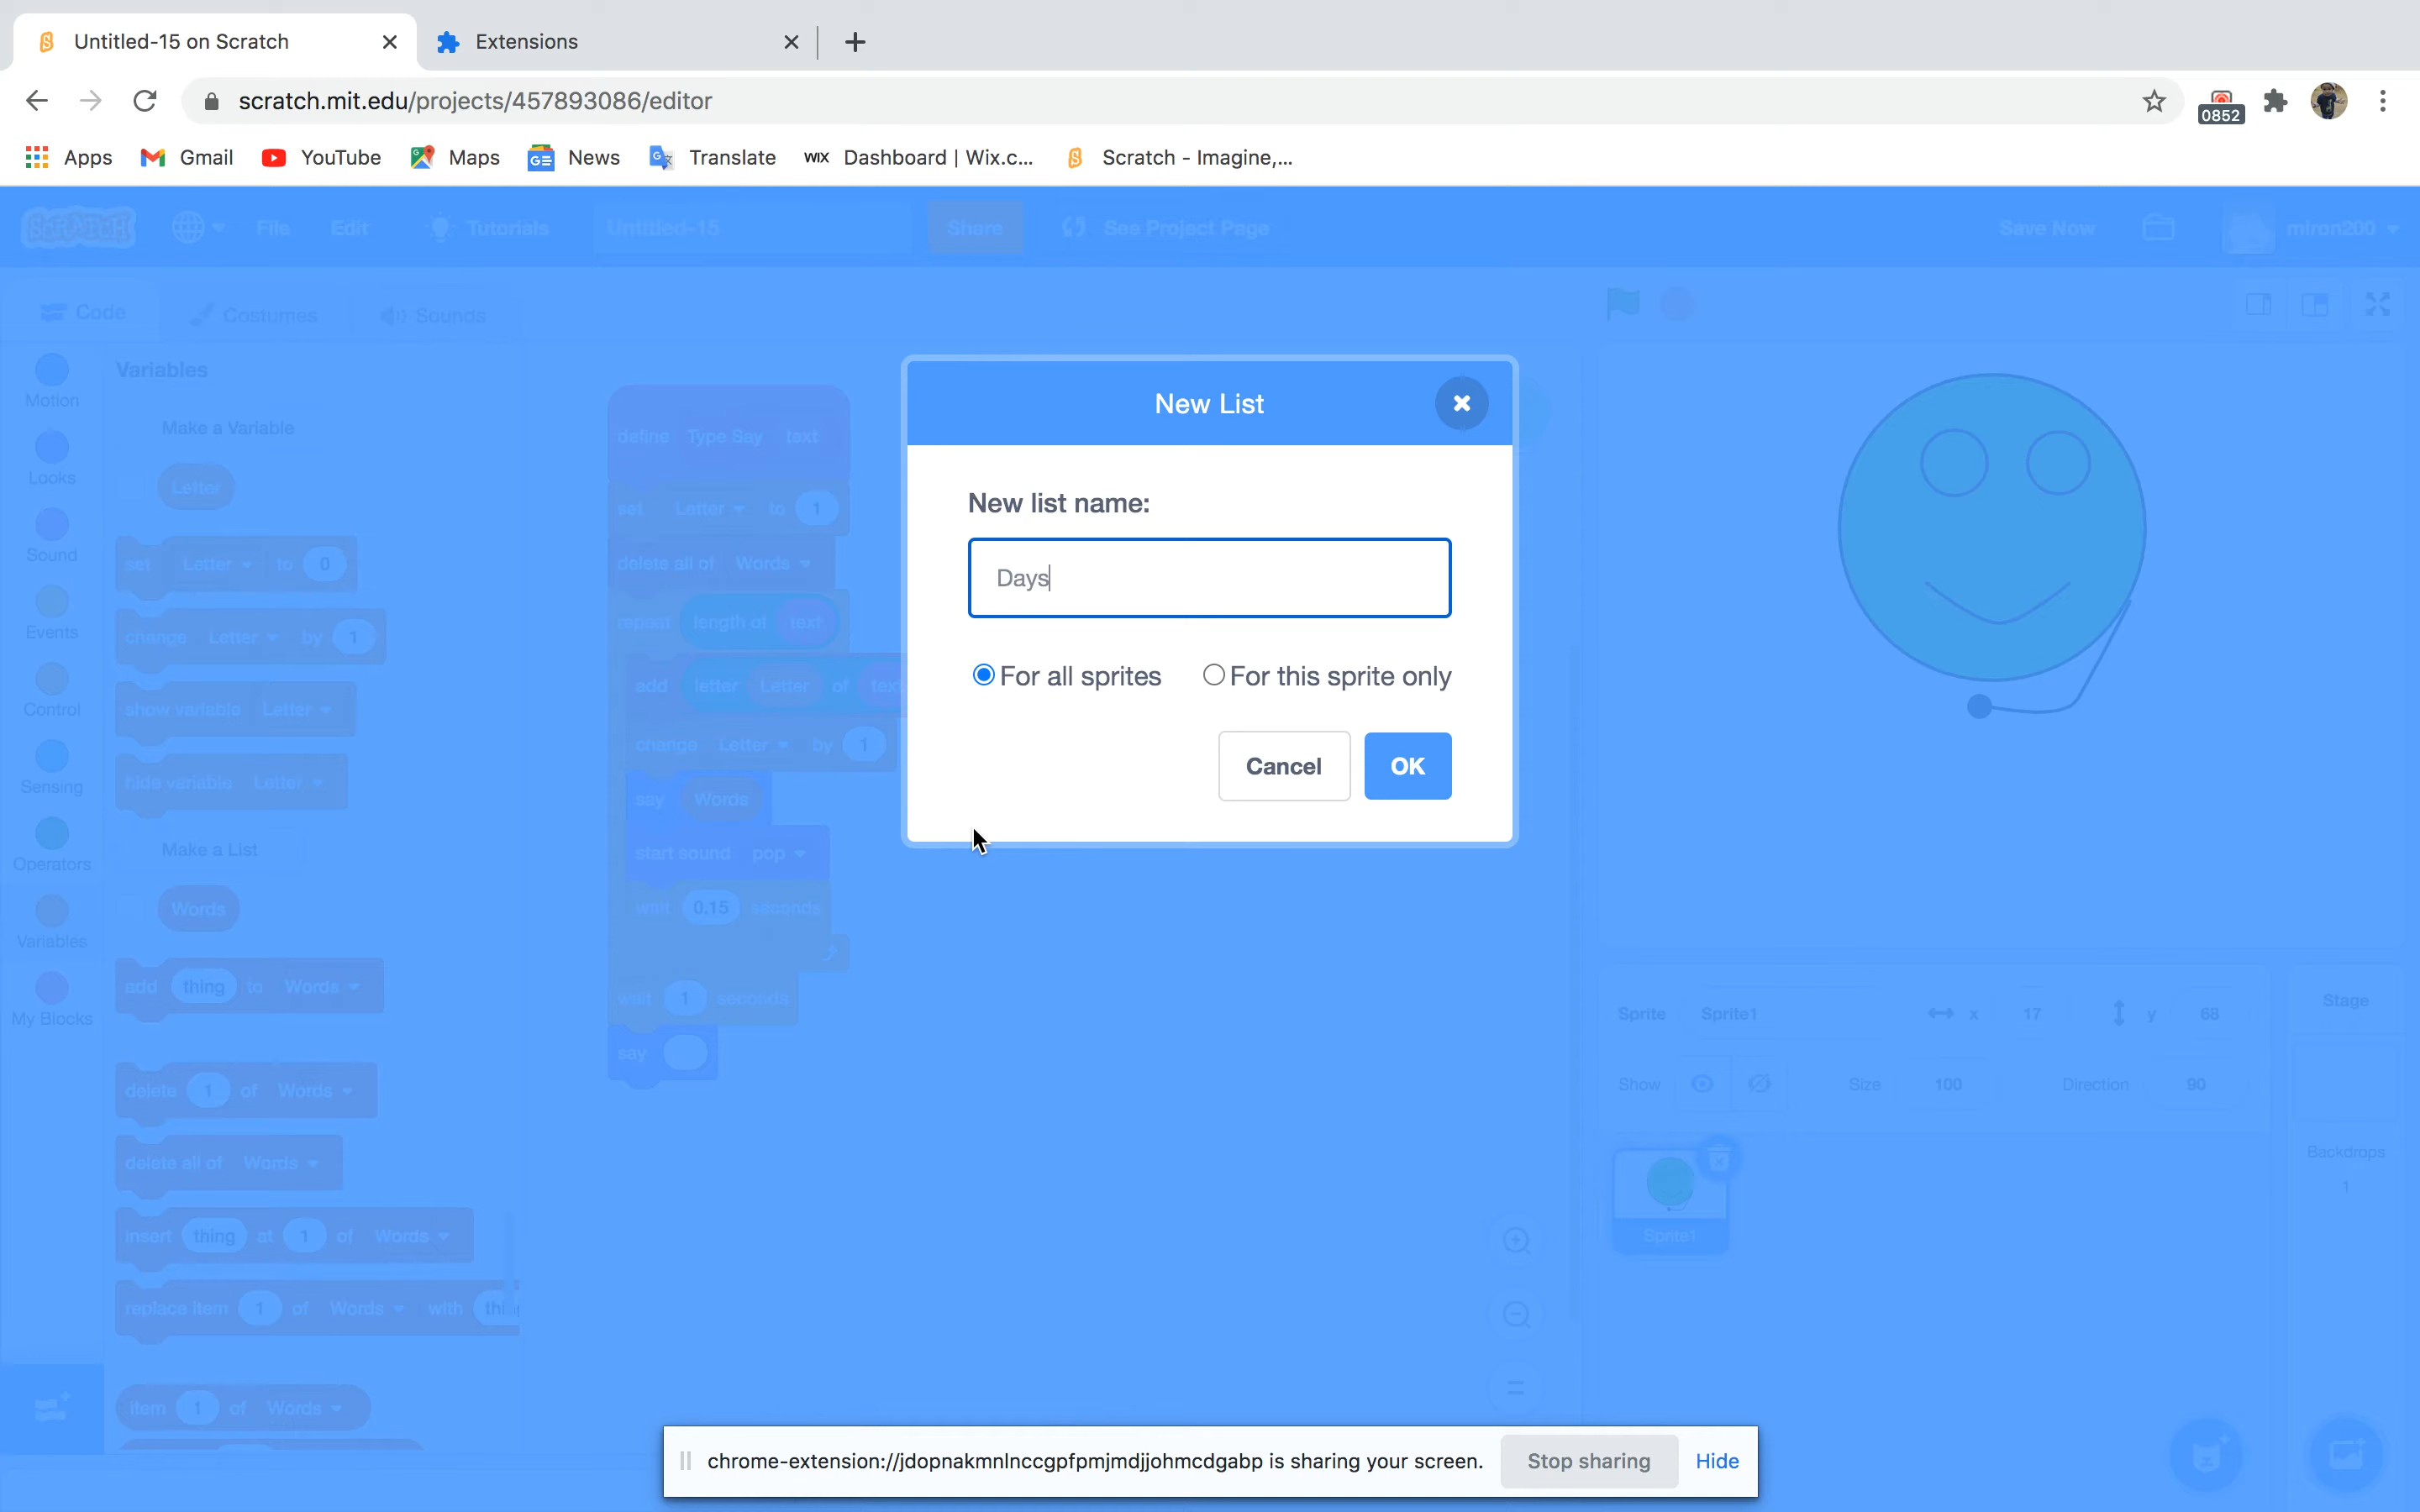 Untitled-15 on Scratch
Extensions
scratch.mit.edu/projects/457893086/editor
0852
Apps
Gmail
YouTube
Maps
News
Translate
WIX Dashboard | Wix.c...
Scratch - Imagine,...
SCRATCH
File
Edit
Tutorials
Untitled-15
Share
See Project Page
Save Now
miron200
Code
Costumes
Sounds
Motion
Looks
Sound
Events
Control
Sensing
Operators
Variables
My Blocks
Variables
Make a Variable
Letter
set Letter to 0
change Letter by 1
show variable Letter
hide variable Letter
Make a List
Words
add thing to Words
delete 1 of Words
delete all of Words
insert thing at 1 of Words
replace item 1 of Words with
item 1 of Words
define Type Say text
set Letter to 1
delete all of Words
repeat length of text
add letter Letter of text
change Letter by 1
say Words
start sound pop
wait 0.15 seconds
wait 1 seconds
say
New List
New list name:
Days
For all sprites
For this sprite only
Cancel
OK
Sprite Sprite1 x 17 y 68
Show Size 100 Direction 90
Sprite1
Stage
Backdrops
1
chrome-extension://jdopnakmnlnccgpfpmjmdjjohmcdgabp is sharing your screen.
Stop sharing
Hide